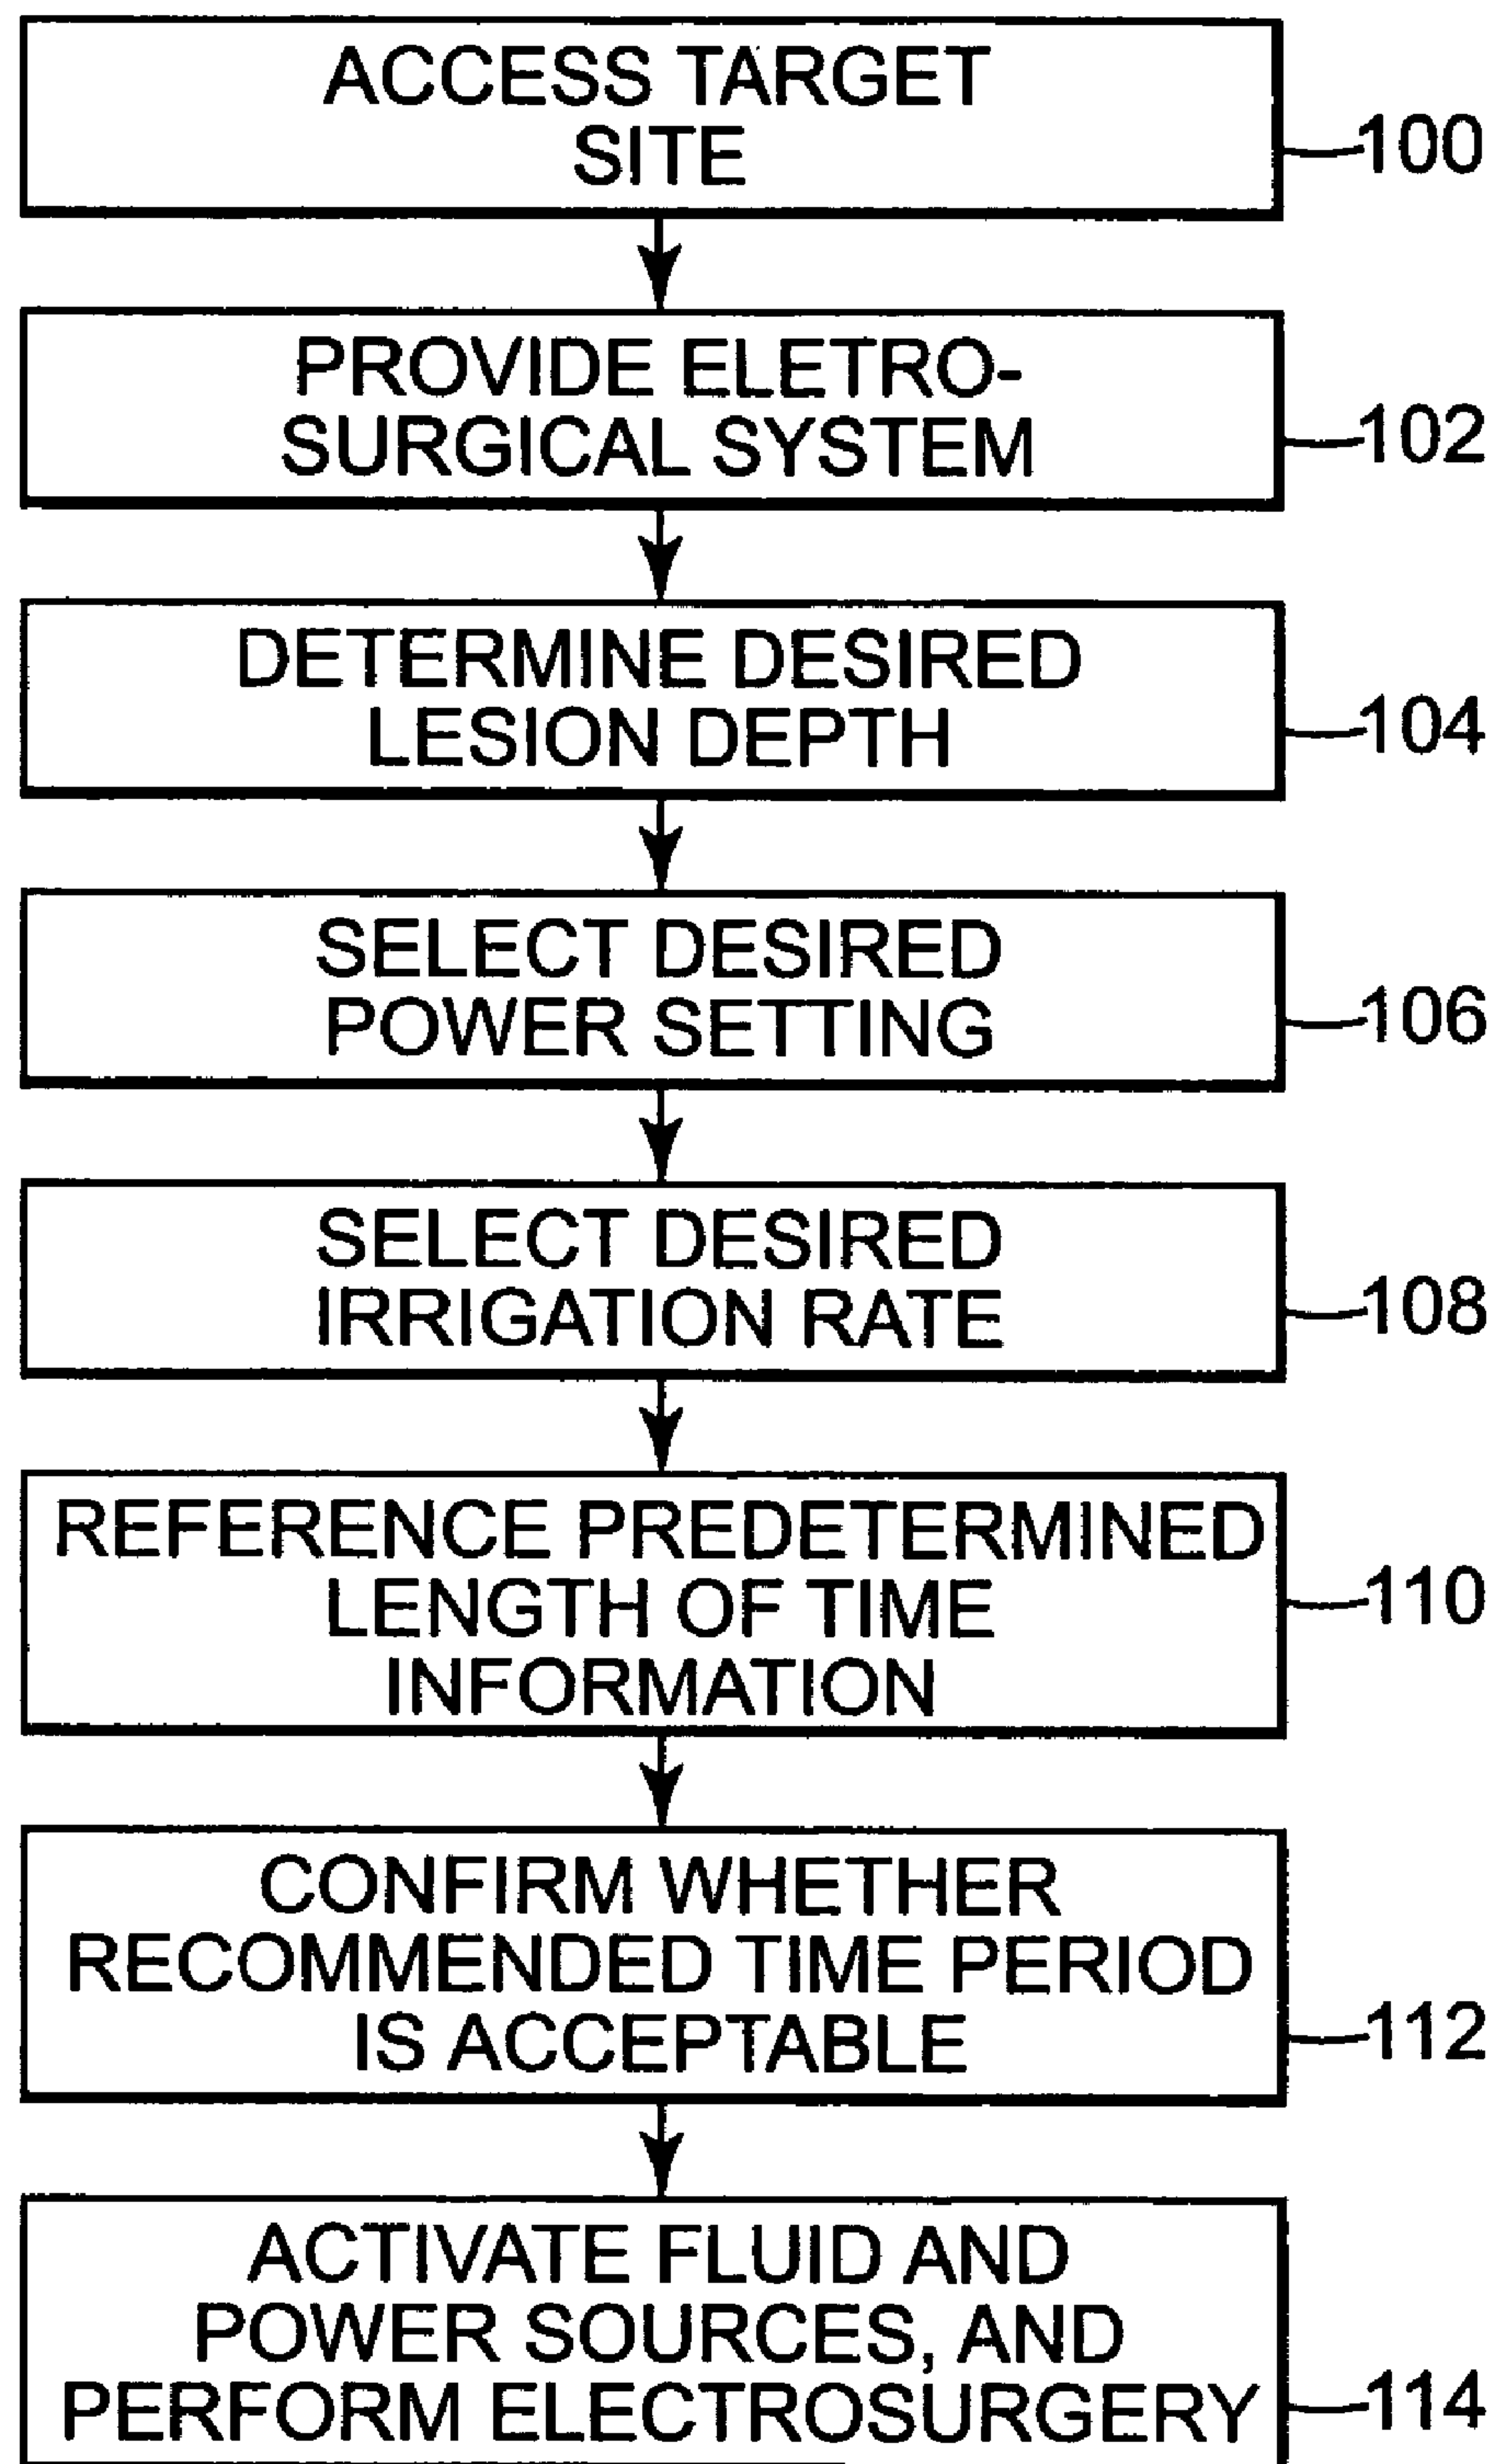 ACCESS TARGET
SITE
100
PROVIDE ELETRO-
SURGICAL SYSTEM
102
DETERMINE DESIRED
LESION DEPTH
104
SELECT DESIRED
POWER SETTING
106
SELECT DESIRED
IRRIGATION RATE
108
REFERENCE PREDETERMINED
LENGTH OF TIME
INFORMATION
110
CONFIRM WHETHER
RECOMMENDED TIME PERIOD
IS ACCEPTABLE
112
ACTIVATE FLUID AND
POWER SOURCES, AND
PERFORM ELECTROSURGERY
114